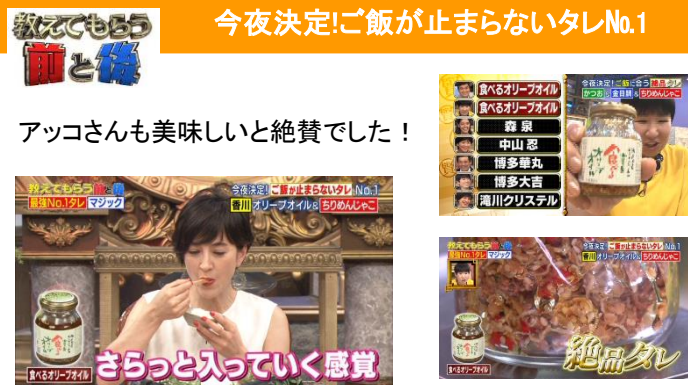 教えてもらう
前と後
今夜決定!ご飯が止まらないタレNo.1
アッコさんも美味しいと絶賛でした！
教えてもらう前と後
最強No.1タレ マジック
今夜決定! ご飯が止まらないタレ No.1
香川 オリーブオイル&ちりめんじゃこ
食べるオリーブオイル
さらっと入っていく感覚
食べるオリーブオイル
食べるオリーブオイル
森 泉
中山 忍
博多華丸
博多大吉
滝川クリステル
今夜決定!ご飯に合う絶品タレ
かつお&金目鯛&ちりめんじゃこ
教えてもらう前と後
最強No.1タレ マジック
今夜決定! ご飯が止まらないタレ No.1
香川 オリーブオイル&ちりめんじゃこ
食べるオリーブオイル
絶品タレ